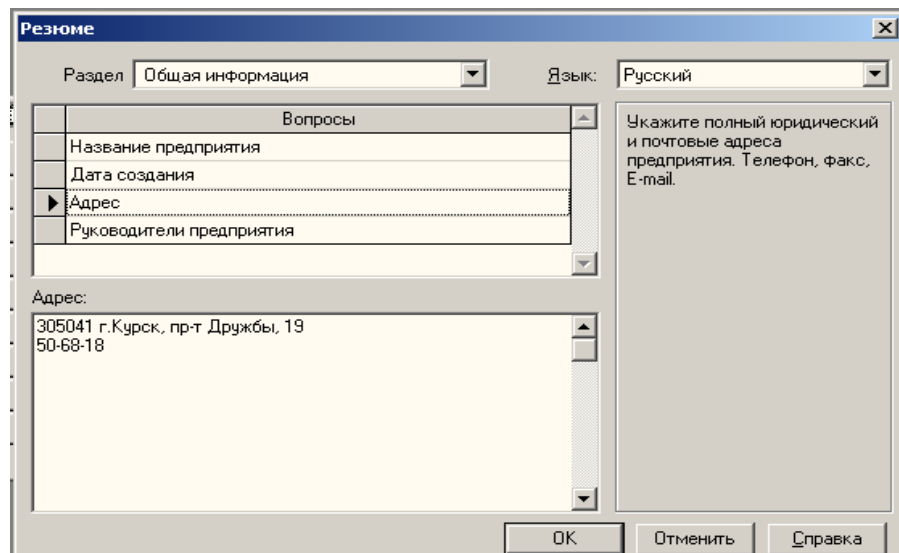 Резюме
Раздел Общая информация Язык: Русский
Вопросы
Название предприятия
Дата создания
Адрес
Руководители предприятия
Укажите полный юридический
и почтовые адреса
предприятия. Телефон, факс,
E-mail.
Адрес:
305041 г.Курск, пр-т Дружбы, 19
50-68-18
OK Отменить Справка